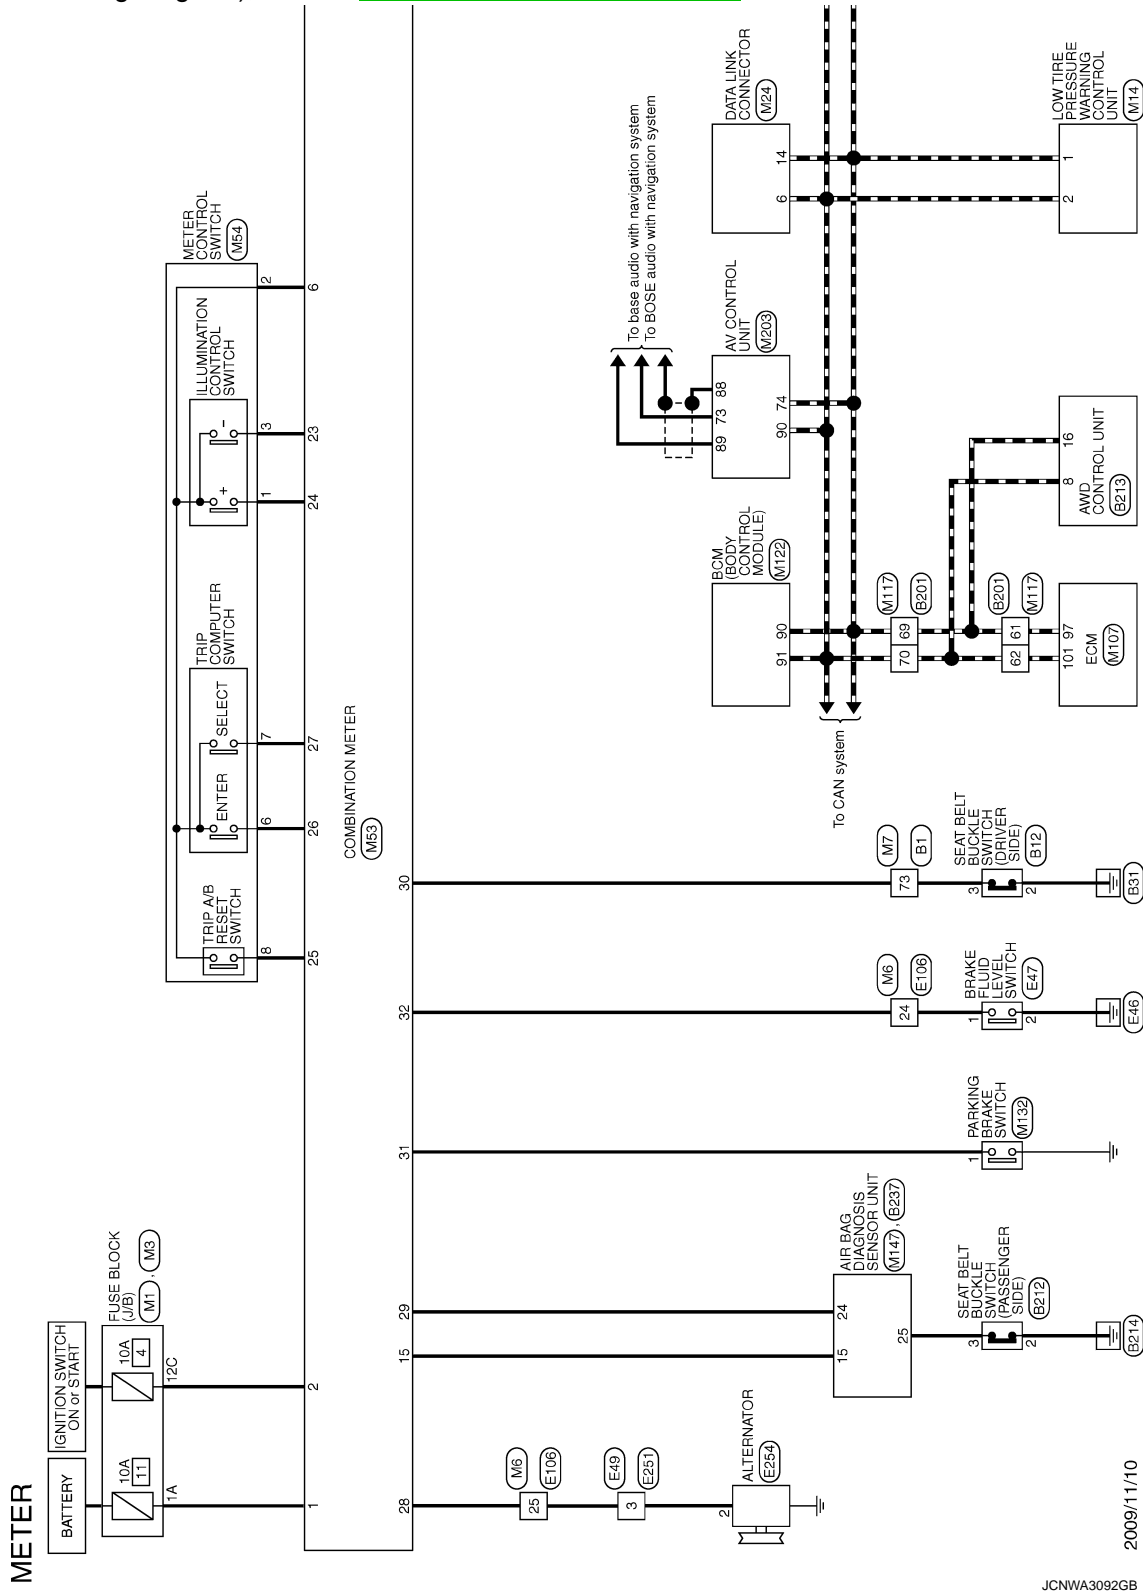 METER
BATTERY
IGNITION SWITCH
ON or START
FUSE BLOCK
(J/B)
M1 , M3
10A
11
10A
4
1A
12C
1
2
TRIP A/B
RESET
SWITCH
ENTER
SELECT
TRIP
COMPUTER
SWITCH
+
-
ILLUMINATION
CONTROL
SWITCH
METER
CONTROL
SWITCH
M54
8
6
7
1
3
2
25
26
27
24
23
6
COMBINATION METER
M53
28
15
29
31
32
30
25
M6
E106
3
E49
E251
2
ALTERNATOR
E254
15
24
25
AIR BAG
DIAGNOSIS
SENSOR UNIT
M147 , B237
3
2
SEAT BELT
BUCKLE
SWITCH
(PASSENGER
SIDE)
B212
B214
1
PARKING
BRAKE
SWITCH
M132
24
M6
E106
1
2
BRAKE
FLUID
LEVEL
SWITCH
E47
E46
73
M7
B1
3
2
SEAT BELT
BUCKLE
SWITCH
(DRIVER
SIDE)
B12
B31
To CAN system
BCM
(BODY
CONTROL
MODULE)
M122
91
90
70
69
M117
B201
62
61
B201
M117
101
97
ECM
M107
8
16
AWD
CONTROL UNIT
B213
To base audio with navigation system
To BOSE audio with navigation system
89
73
88
90
74
AV CONTROL
UNIT
M203
DATA LINK
CONNECTOR
M24
6
14
2
1
LOW TIRE
PRESSURE
WARNING
CONTROL
UNIT
M14
2009/11/10
JCNWA3092GB